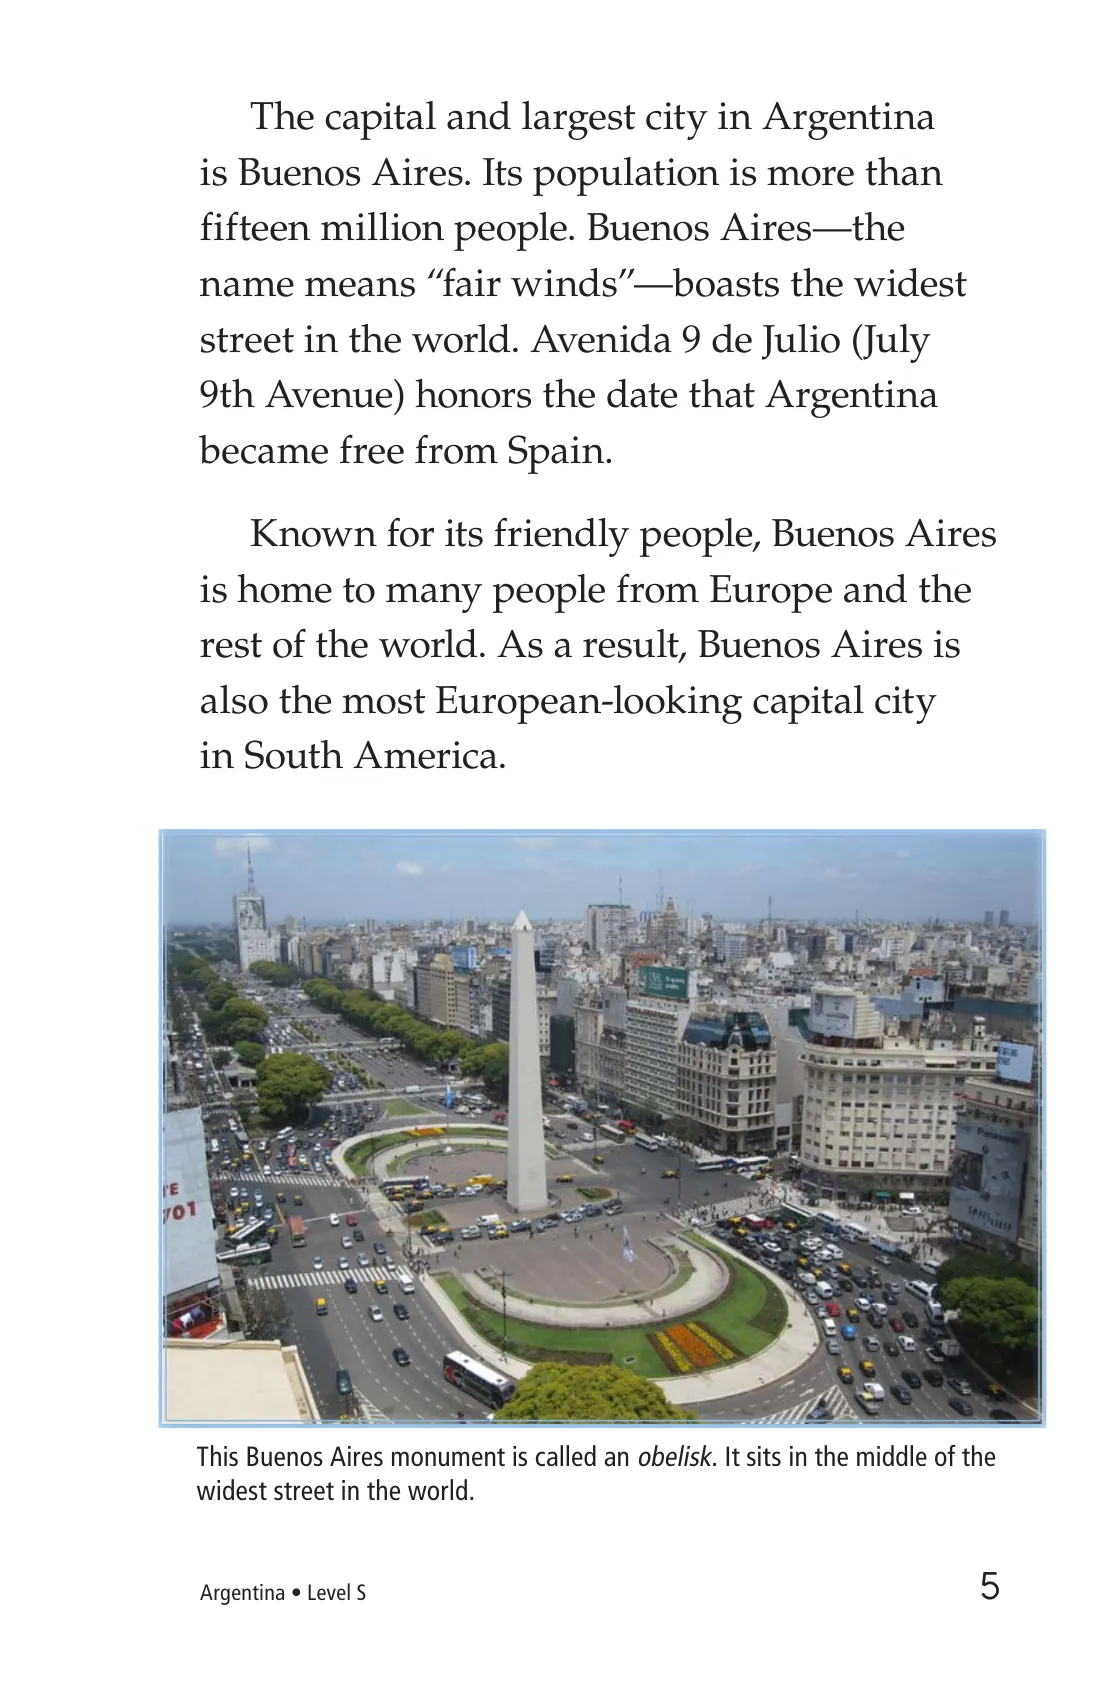 The capital and largest city in Argentina
is Buenos Aires. Its population is more than
fifteen million people. Buenos Aires—the
name means “fair winds”—boasts the widest
street in the world. Avenida 9 de Julio (July
9th Avenue) honors the date that Argentina
became free from Spain.
Known for its friendly people, Buenos Aires
is home to many people from Europe and the
rest of the world. As a result, Buenos Aires is
also the most European-looking capital city
in South America.
Panasonic
This Buenos Aires monument is called an obelisk. It sits in the middle of the
widest street in the world.
Argentina • Level S
5